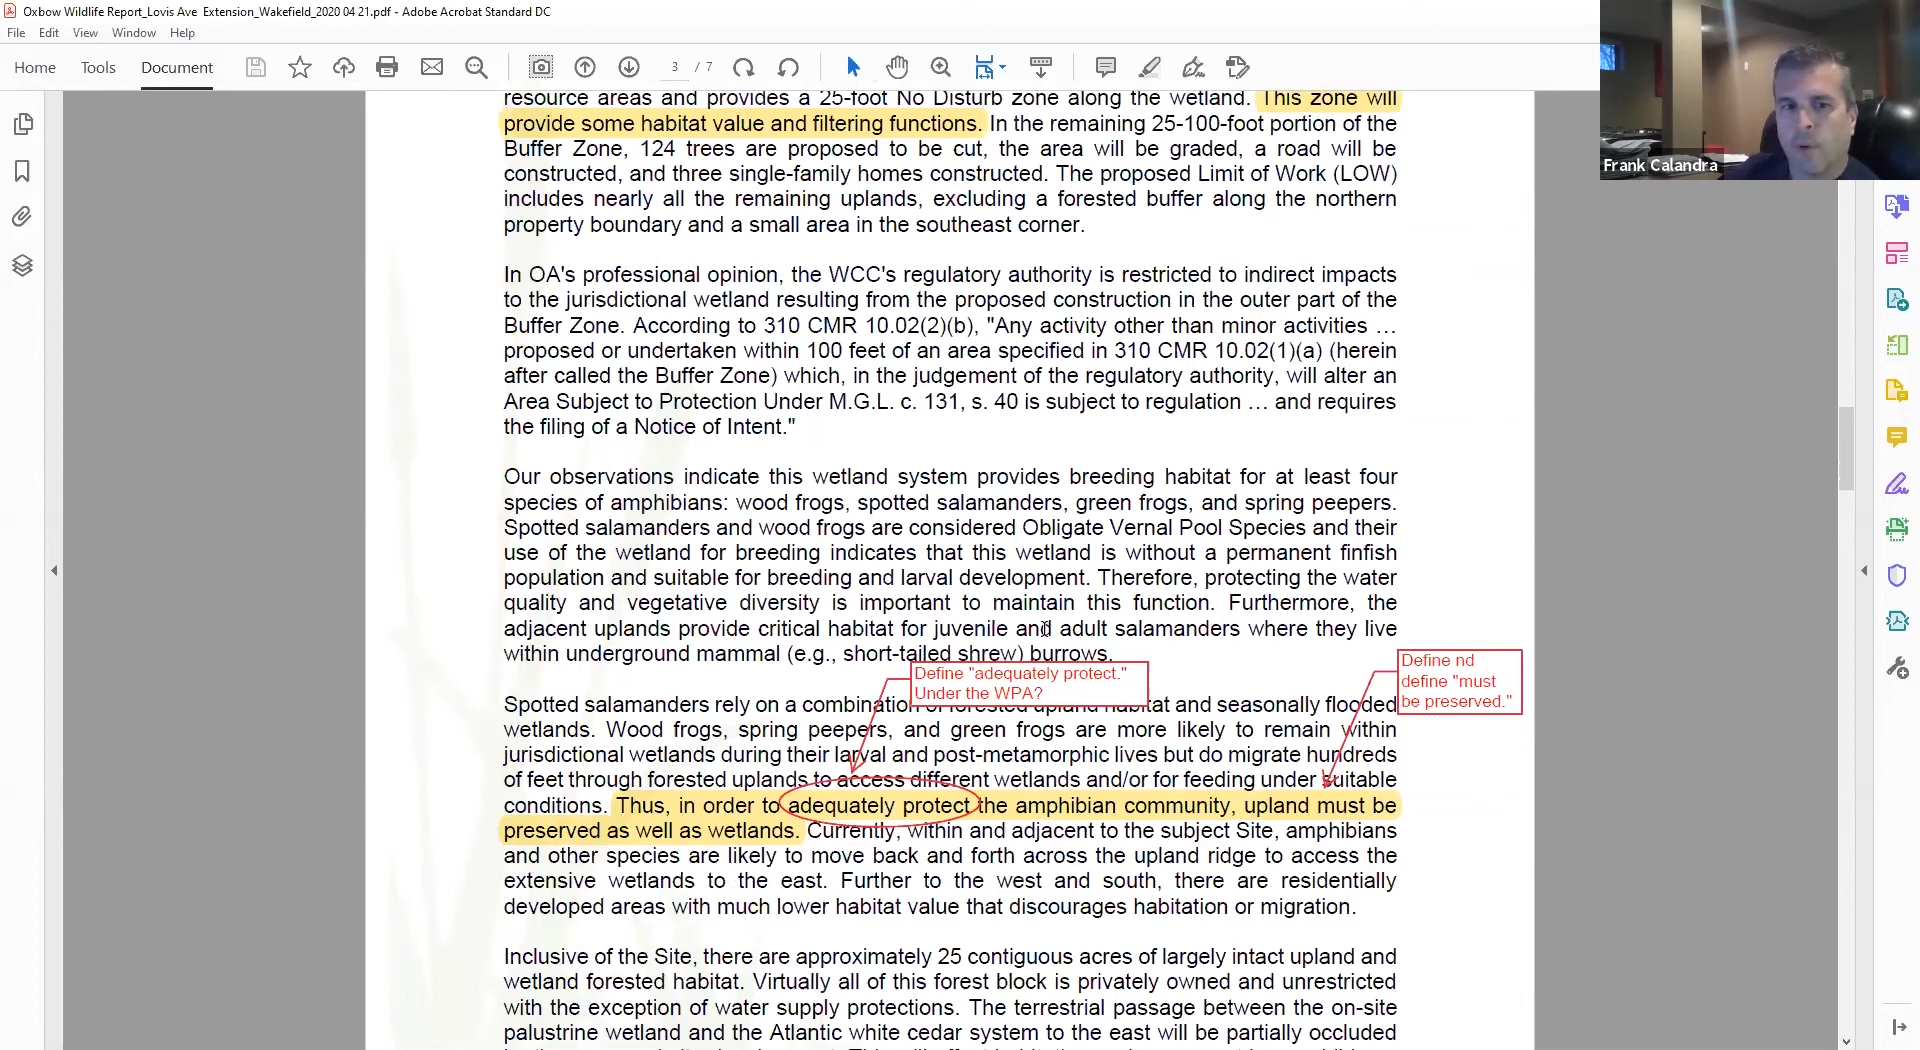 Oxbow Wildlife Report_Lovis Ave Extension_Wakefield_2020 04 21.pdf - Adobe Acrobat Standard DC
File Edit View Window Help
Home Tools Document 3 / 7
Frank Calandra
resource areas and provides a 25-foot No Disturb zone along the wetland. This zone will
provide some habitat value and filtering functions. In the remaining 25-100-foot portion of the
Buffer Zone, 124 trees are proposed to be cut, the area will be graded, a road will be
constructed, and three single-family homes constructed. The proposed Limit of Work (LOW)
includes nearly all the remaining uplands, excluding a forested buffer along the northern
property boundary and a small area in the southeast corner.
In OA's professional opinion, the WCC's regulatory authority is restricted to indirect impacts
to the jurisdictional wetland resulting from the proposed construction in the outer part of the
Buffer Zone. According to 310 CMR 10.02(2)(b), "Any activity other than minor activities …
proposed or undertaken within 100 feet of an area specified in 310 CMR 10.02(1)(a) (herein
after called the Buffer Zone) which, in the judgement of the regulatory authority, will alter an
Area Subject to Protection Under M.G.L. c. 131, s. 40 is subject to regulation … and requires
the filing of a Notice of Intent."
Our observations indicate this wetland system provides breeding habitat for at least four
species of amphibians: wood frogs, spotted salamanders, green frogs, and spring peepers.
Spotted salamanders and wood frogs are considered Obligate Vernal Pool Species and their
use of the wetland for breeding indicates that this wetland is without a permanent finfish
population and suitable for breeding and larval development. Therefore, protecting the water
quality and vegetative diversity is important to maintain this function. Furthermore, the
adjacent uplands provide critical habitat for juvenile and adult salamanders where they live
within underground mammal (e.g., short-tailed shrew) burrows.
Define "adequately protect."
Under the WPA?
Define nd
define "must
be preserved."
Spotted salamanders rely on a combination of forested upland habitat and seasonally flooded
wetlands. Wood frogs, spring peepers, and green frogs are more likely to remain within
jurisdictional wetlands during their larval and post-metamorphic lives but do migrate hundreds
of feet through forested uplands to access different wetlands and/or for feeding under suitable
conditions. Thus, in order to adequately protect the amphibian community, upland must be
preserved as well as wetlands. Currently, within and adjacent to the subject Site, amphibians
and other species are likely to move back and forth across the upland ridge to access the
extensive wetlands to the east. Further to the west and south, there are residentially
developed areas with much lower habitat value that discourages habitation or migration.
Inclusive of the Site, there are approximately 25 contiguous acres of largely intact upland and
wetland forested habitat. Virtually all of this forest block is privately owned and unrestricted
with the exception of water supply protections. The terrestrial passage between the on-site
palustrine wetland and the Atlantic white cedar system to the east will be partially occluded